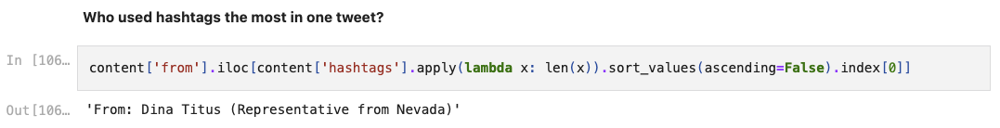 Who used hashtags the most in one tweet?
In [106… content['from'].iloc[content['hashtags'].apply(lambda x: len(x)).sort_values(ascending=False).index[0]]
Out[106… 'From: Dina Titus (Representative from Nevada)'